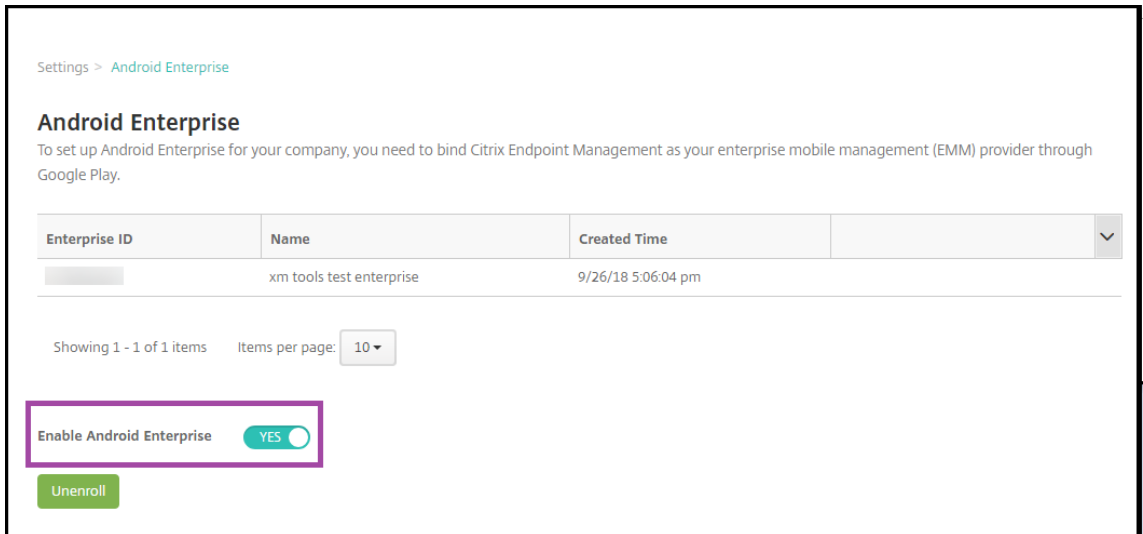 Settings > Android Enterprise
Android Enterprise
To set up Android Enterprise for your company, you need to bind Citrix Endpoint Management as your enterprise mobile management (EMM) provider through
Google Play.
Enterprise ID Name Created Time
xm tools test enterprise 9/26/18 5:06:04 pm
Showing 1 - 1 of 1 items Items per page: 10
Enable Android Enterprise YES
Unenroll